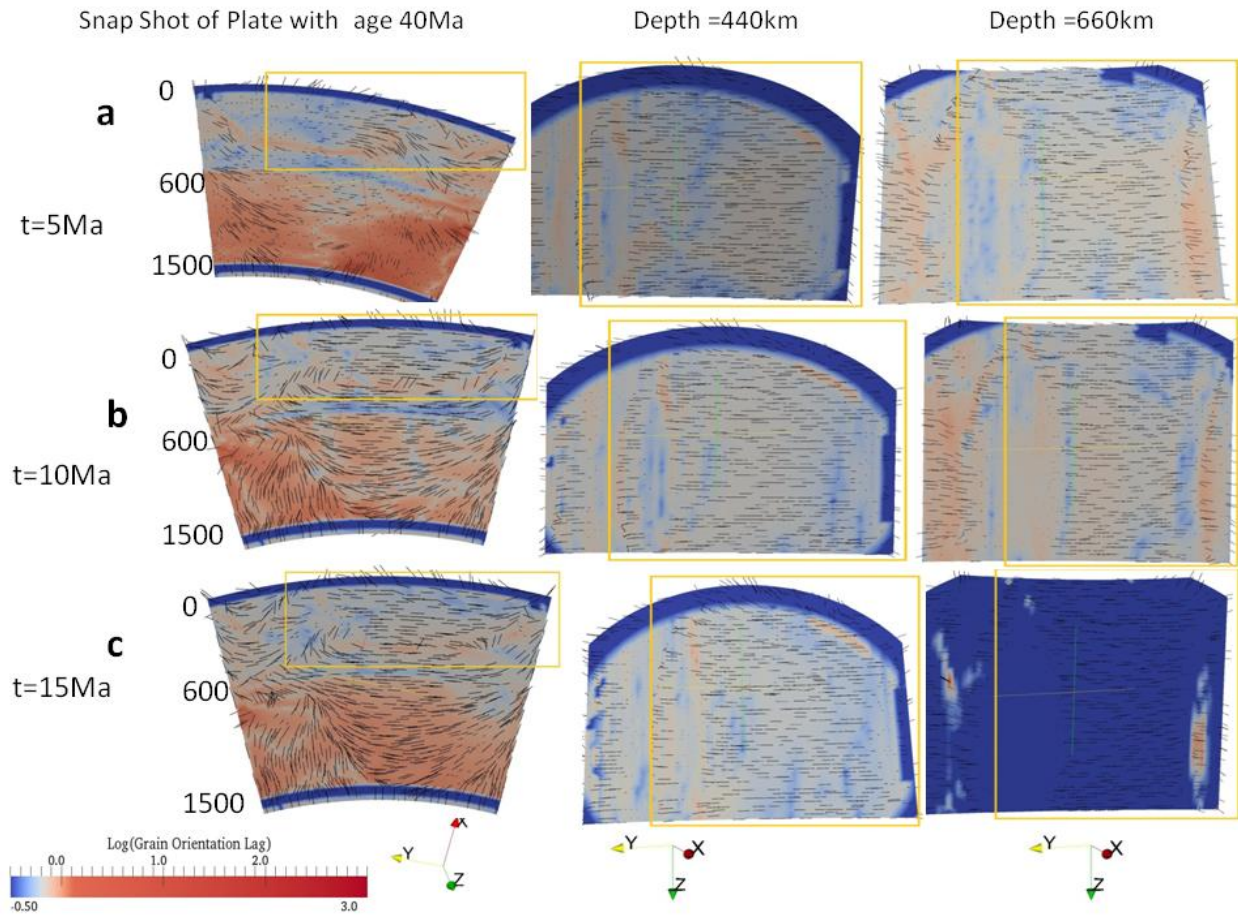 Snap Shot of Plate with age 40Ma
Depth =440km
Depth =660km
a
0
600
1500
t=5Ma
b
0
600
1500
t=10Ma
c
0
600
1500
t=15Ma
Log(Grain Orientation Lag)
0.0 1.0 2.0
-0.50 3.0
X
Y
Z
Y X
Z
Y X
Z